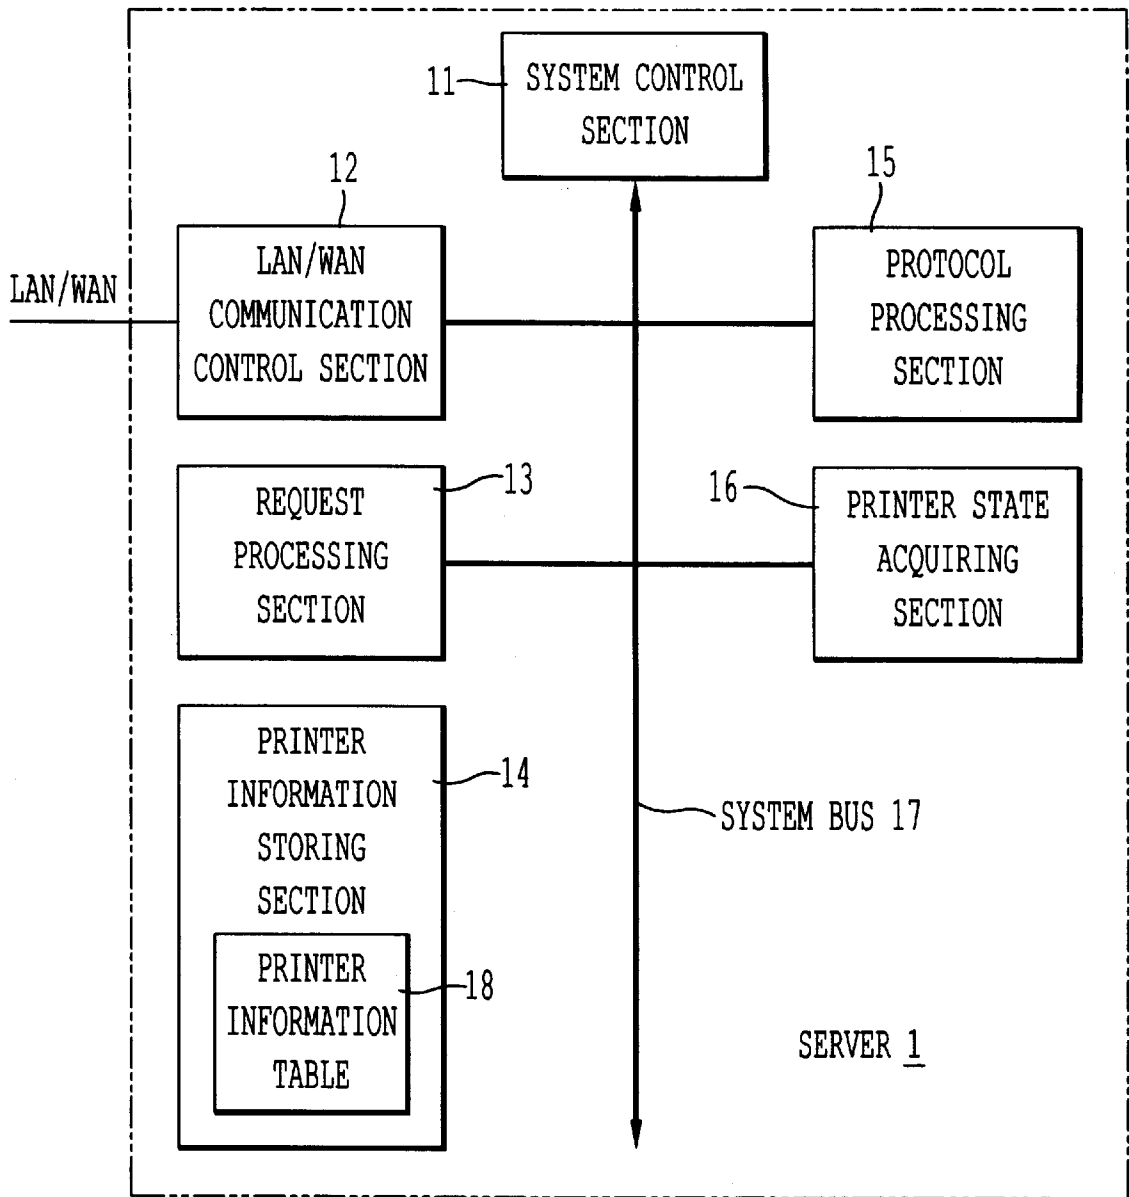 11
SYSTEM CONTROL
SECTION
12
LAN/WAN
LAN/WAN
COMMUNICATION
CONTROL SECTION
15
PROTOCOL
PROCESSING
SECTION
13
REQUEST
PROCESSING
SECTION
16
PRINTER STATE
ACQUIRING
SECTION
14
PRINTER
INFORMATION
STORING
SECTION
18
PRINTER
INFORMATION
TABLE
SYSTEM BUS 17
SERVER 1